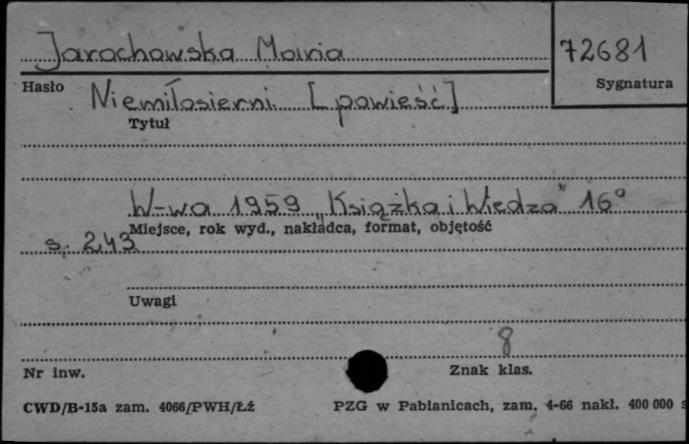 Jarochowska Maria
72681
Hasło
Sygnatura
Niemiłosierni [powieść]
Tytuł
W-wa 1959 „Książka i Wiedza" 16°
Miejsce, rok wyd., nakładca, format, objętość
s. 243
Uwagi
8
Nr inw.
Znak klas.
CWD/B-15a zam. 4066/PWH/Łź
PZG w Pabianicach, zam. 4-66 nakł. 400 000 s